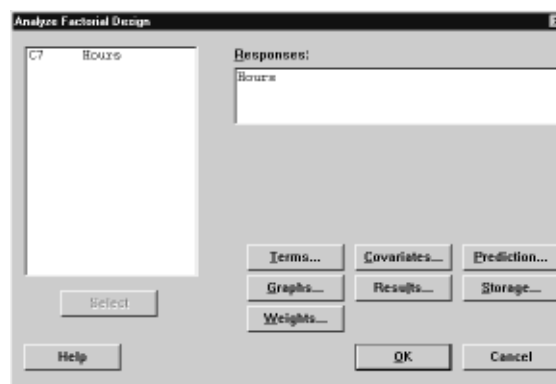 Analyze Factorial Design
C7 Hours
Responses:
Hours
Terms... Covariates... Prediction...
Graphs... Results... Storage...
Select
Weights...
Help
OK Cancel